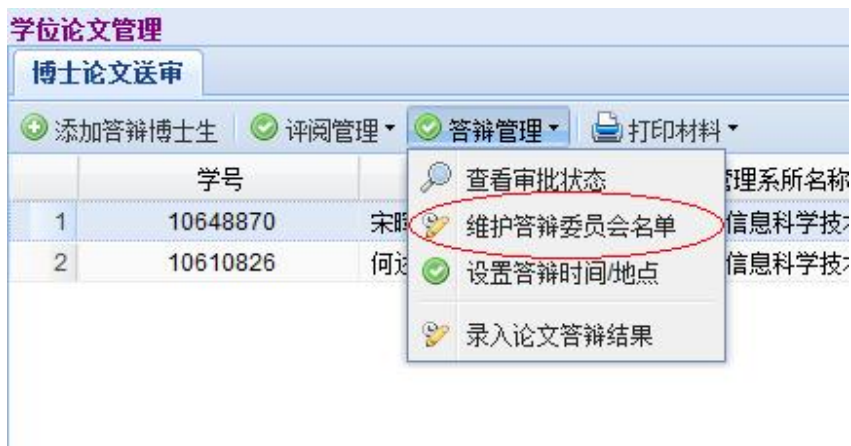 学位论文管理
博士论文送审
添加答辩博士生 评阅管理 答辩管理 打印材料
学号 管理系所名称
查看审批状态
1 10648870 宋 信息科学技
维护答辩委员会名单
2 10610826 何 信息科学技
设置答辩时间/地点
录入论文答辩结果